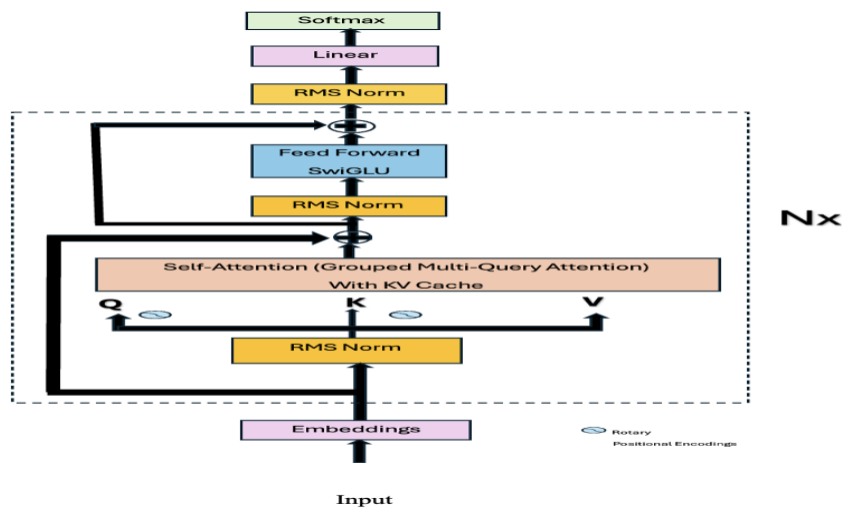 Softmax
Linear
RMS Norm
Feed Forward
SwiGLU
RMS Norm
Nx
Self-Attention (Grouped Multi-Query Attention)
With KV Cache
Q K V
RMS Norm
Embeddings
Rotary
Positional Encodings
Input